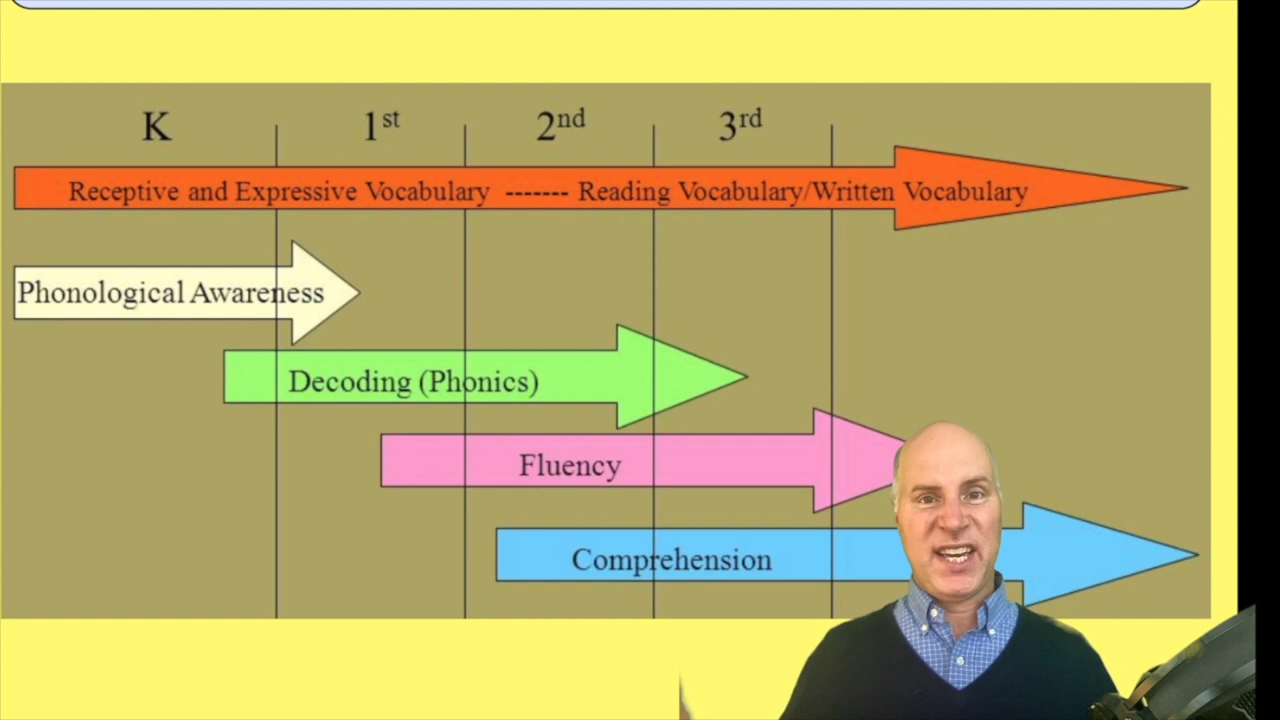 K 1st 2nd 3rd
Receptive and Expressive Vocabulary ------- Reading Vocabulary/Written Vocabulary
Phonological Awareness
Decoding (Phonics)
Fluency
Comprehension